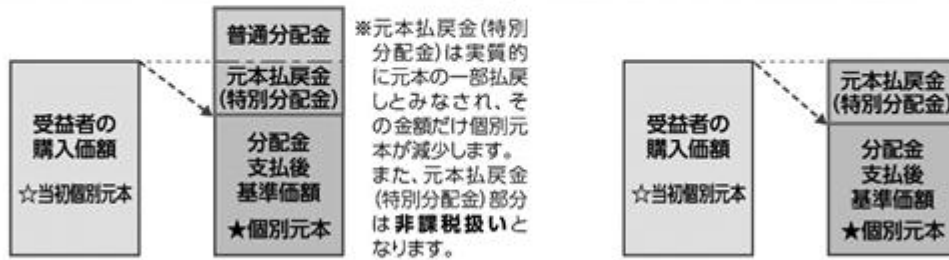 受益者の
購入価額
☆当初個別元本
普通分配金
元本払戻金
(特別分配金)
分配金
支払後
基準価額
★個別元本
※元本払戻金(特別
分配金)は実質的
に元本の一部払戻
しとみなされ、そ
の金額だけ個別元
本が減少します。
また、元本払戻金
(特別分配金)部分
は非課税扱いと
なります。
受益者の
購入価額
☆当初個別元本
元本払戻金
(特別分配金)
分配金
支払後
基準価額
★個別元本